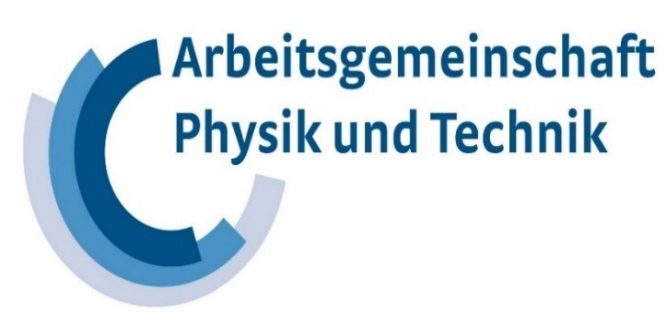 Arbeitsgemeinschaft
Physik und Technik